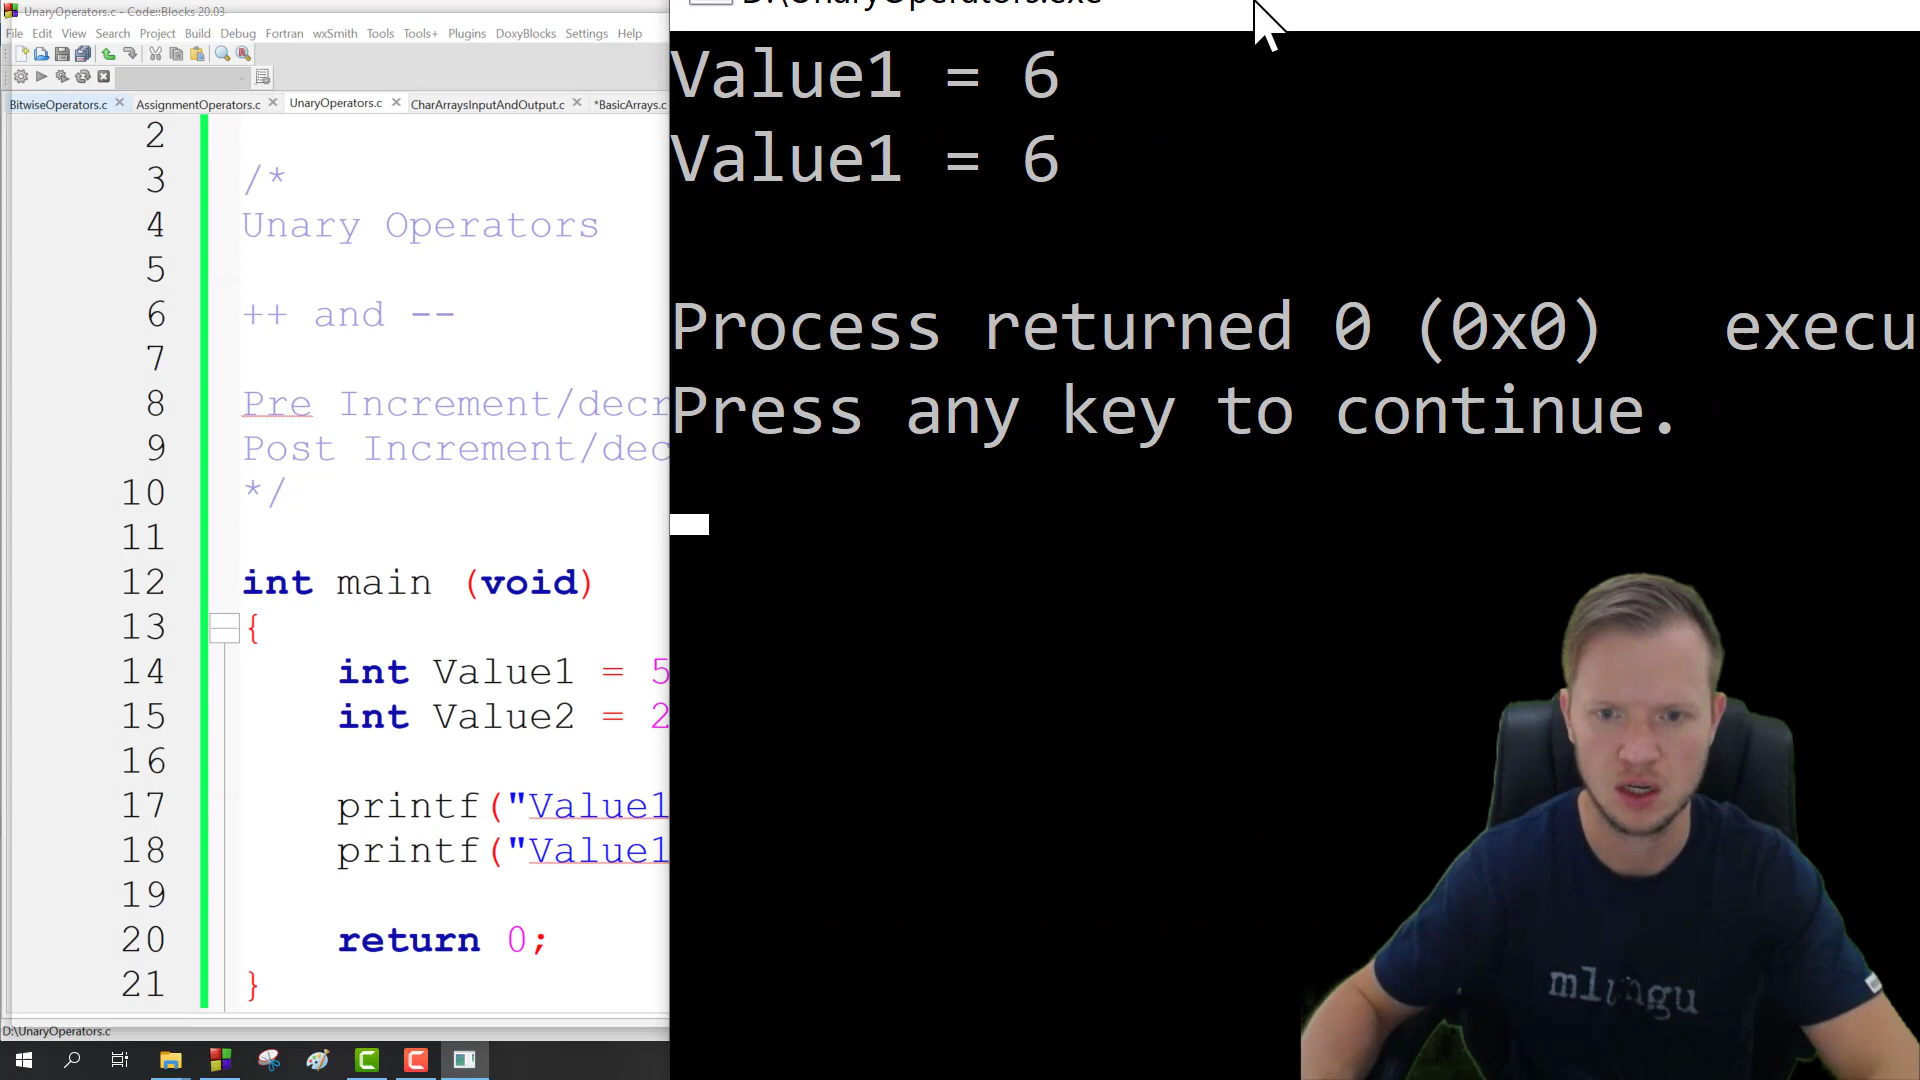 UnaryOperators.c - Code::Blocks 20.03
File Edit View Search Project Build Debug Fortran wxSmith Tools Tools+ Plugins DoxyBlocks Settings Help
BitwiseOperators.c AssignmentOperators.c UnaryOperators.c CharArraysInputAndOutput.c *BasicArrays.c
2
3 /*
4 Unary Operators
5
6 ++ and --
7
8 Pre Increment/decr
9 Post Increment/dec
10 */
11
12 int main (void)
13 {
14 int Value1 = 5
15 int Value2 = 2
16
17 printf("Value1
18 printf("Value1
19
20 return 0;
21 }
D:\UnaryOperators.c
D:\UnaryOperators.exe
Value1 = 6
Value1 = 6
Process returned 0 (0x0) execu
Press any key to continue.
mlungu